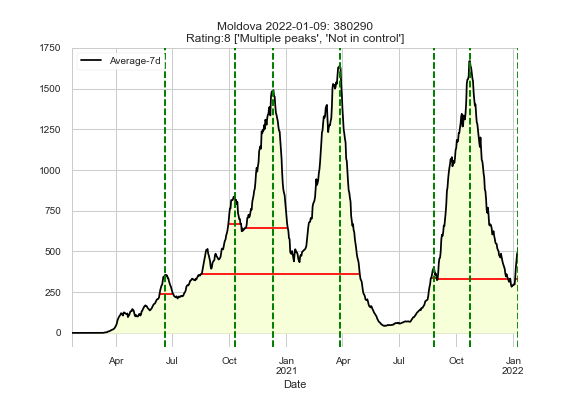 Moldova 2022-01-09: 380290
Rating:8 ['Multiple peaks', 'Not in control']
Average-7d
1750
1500
1250
1000
750
500
250
0
Apr Jul Oct Jan Apr Jul Oct Jan
2021 2022
Date